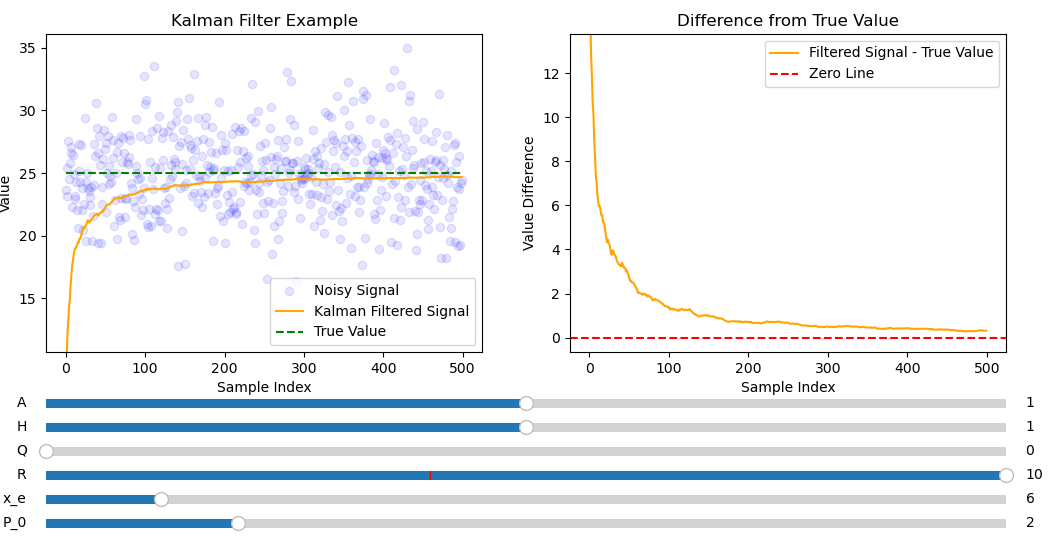 Kalman Filter Example
Value
35
30
25
20
15
0 100 200 300 400 500
Sample Index
Noisy Signal
Kalman Filtered Signal
True Value
Difference from True Value
Value Difference
12
10
8
6
4
2
0
0 100 200 300 400 500
Sample Index
Filtered Signal - True Value
Zero Line
A 1
H 1
Q 0
R 10
x_e 6
P_0 2